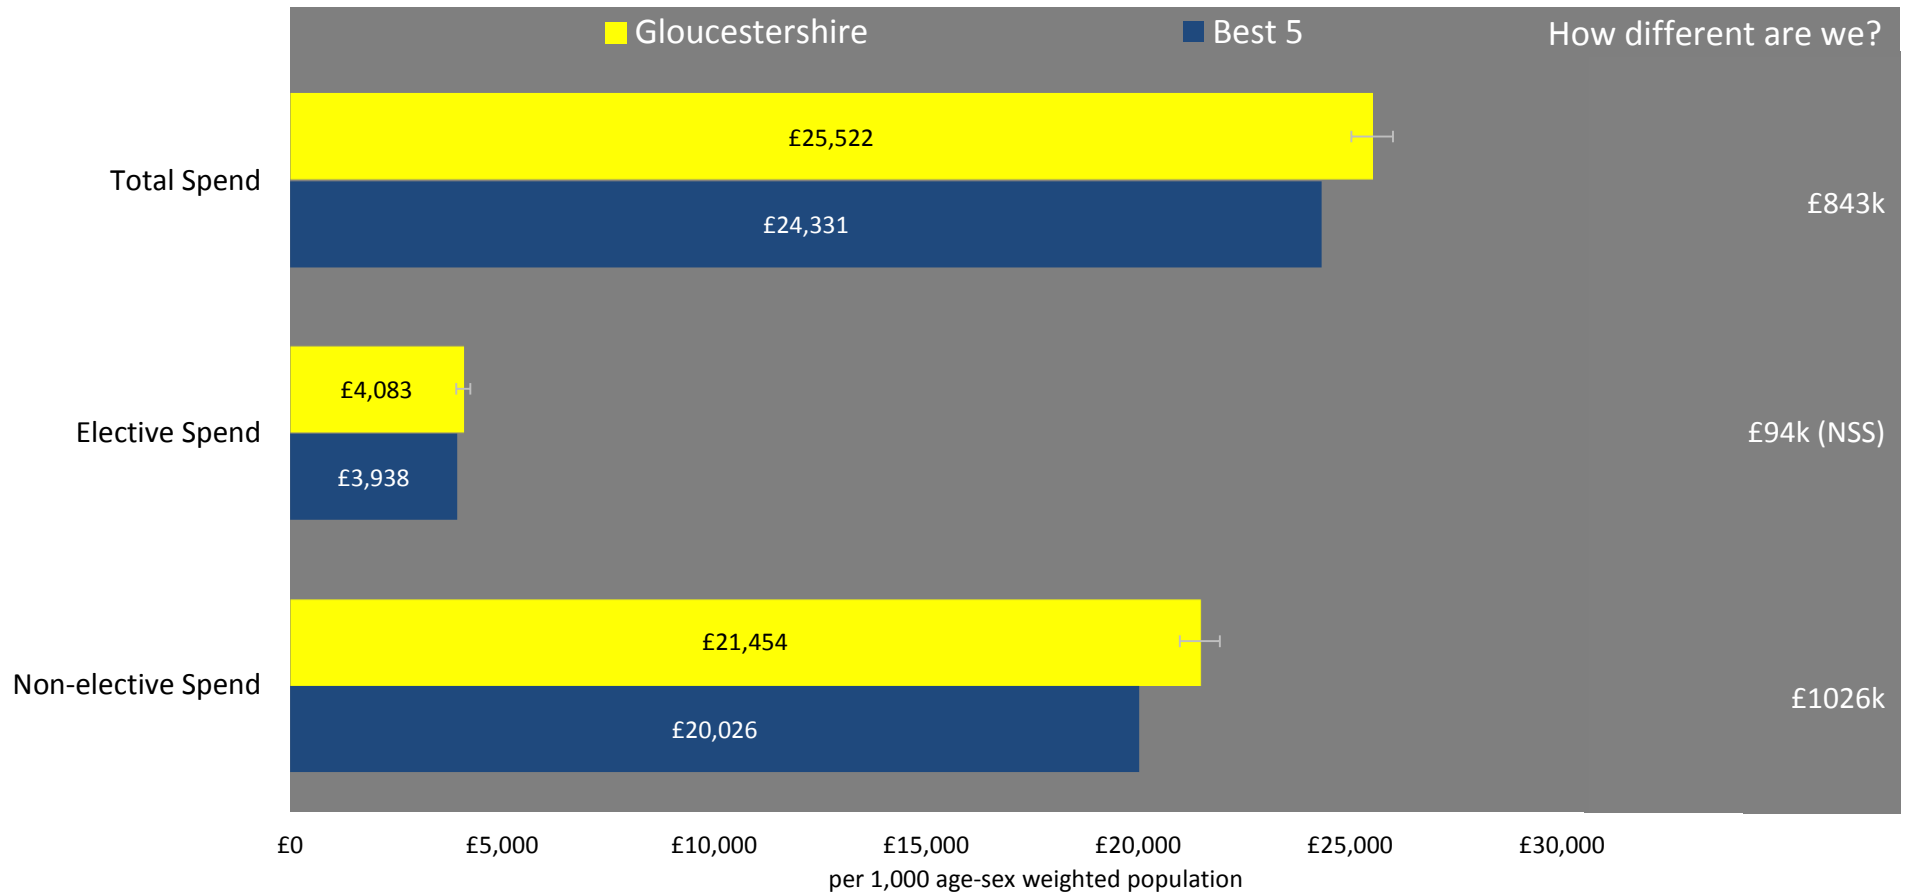 Gloucestershire
Best 5
How different are we?
Total Spend
£25,522
£24,331
£843k
Elective Spend
£4,083
£3,938
£94k (NSS)
Non-elective Spend
£21,454
£20,026
£1026k
£0 £5,000 £10,000 £15,000 £20,000 £25,000 £30,000
per 1,000 age-sex weighted population